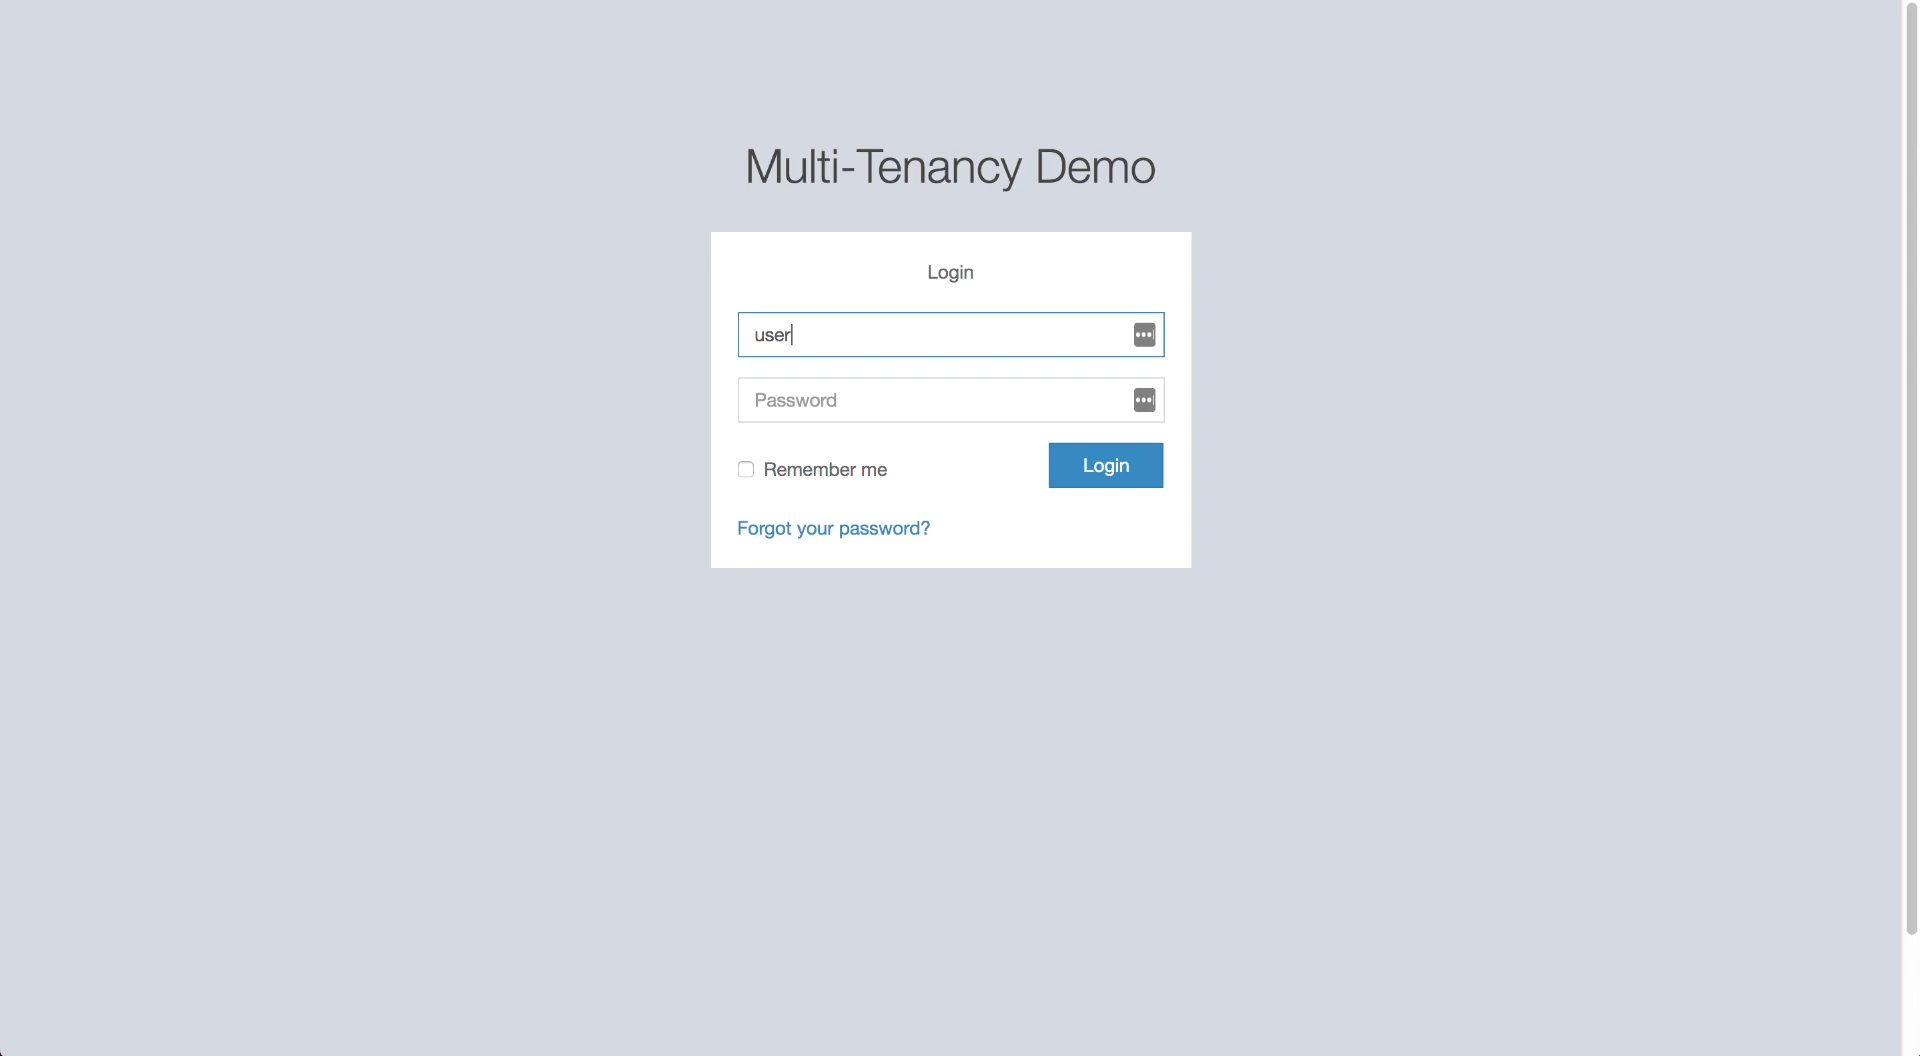 Multi-Tenancy Demo
Login
user
Password
Remember me
Login
Forgot your password?